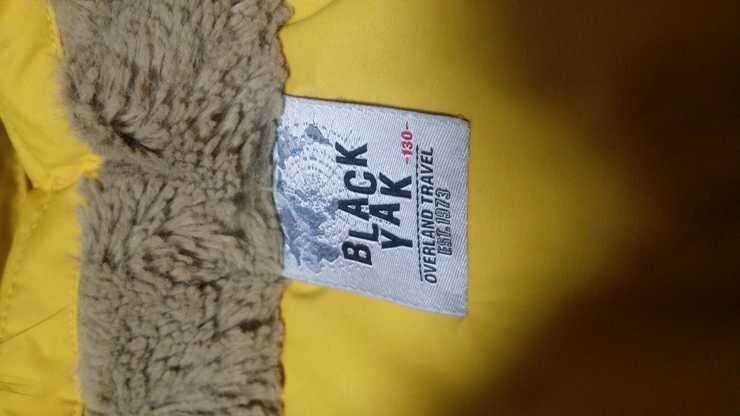 BLACK
YAK
-130-
OVERLAND TRAVEL
EST.1973